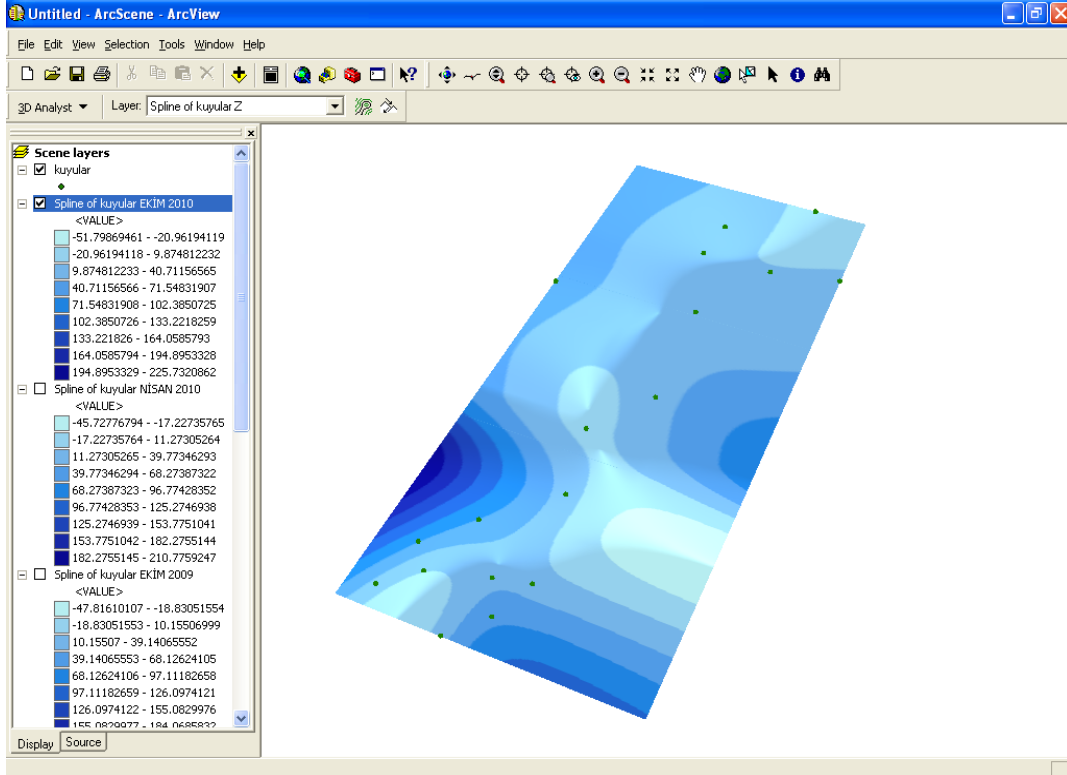 Untitled - ArcScene - ArcView
File Edit View Selection Tools Window Help
3D Analyst Layer: Spline of kuyular Z
Scene layers
kuyular
Spline of kuyular EKİM 2010
<VALUE>
-51.79869461 - -20.96194119
-20.96194118 - 9.874812232
9.874812233 - 40.71156565
40.71156566 - 71.54831907
71.54831908 - 102.3850725
102.3850726 - 133.2218259
133.221826 - 164.0585793
164.0585794 - 194.8953328
194.8953329 - 225.7320862
Spline of kuyular NİSAN 2010
<VALUE>
-45.72776794 - -17.22735765
-17.22735764 - 11.27305264
11.27305265 - 39.77346293
39.77346294 - 68.27387322
68.27387323 - 96.77428352
96.77428353 - 125.2746938
125.2746939 - 153.7751041
153.7751042 - 182.2755144
182.2755145 - 210.7759247
Spline of kuyular EKİM 2009
<VALUE>
-47.81610107 - -18.83051554
-18.83051553 - 10.15506999
10.15507 - 39.14065552
39.14065553 - 68.12624105
68.12624106 - 97.11182658
97.11182659 - 126.0974121
126.0974122 - 155.0829976
155.0829977 - 184.0685832
Display Source